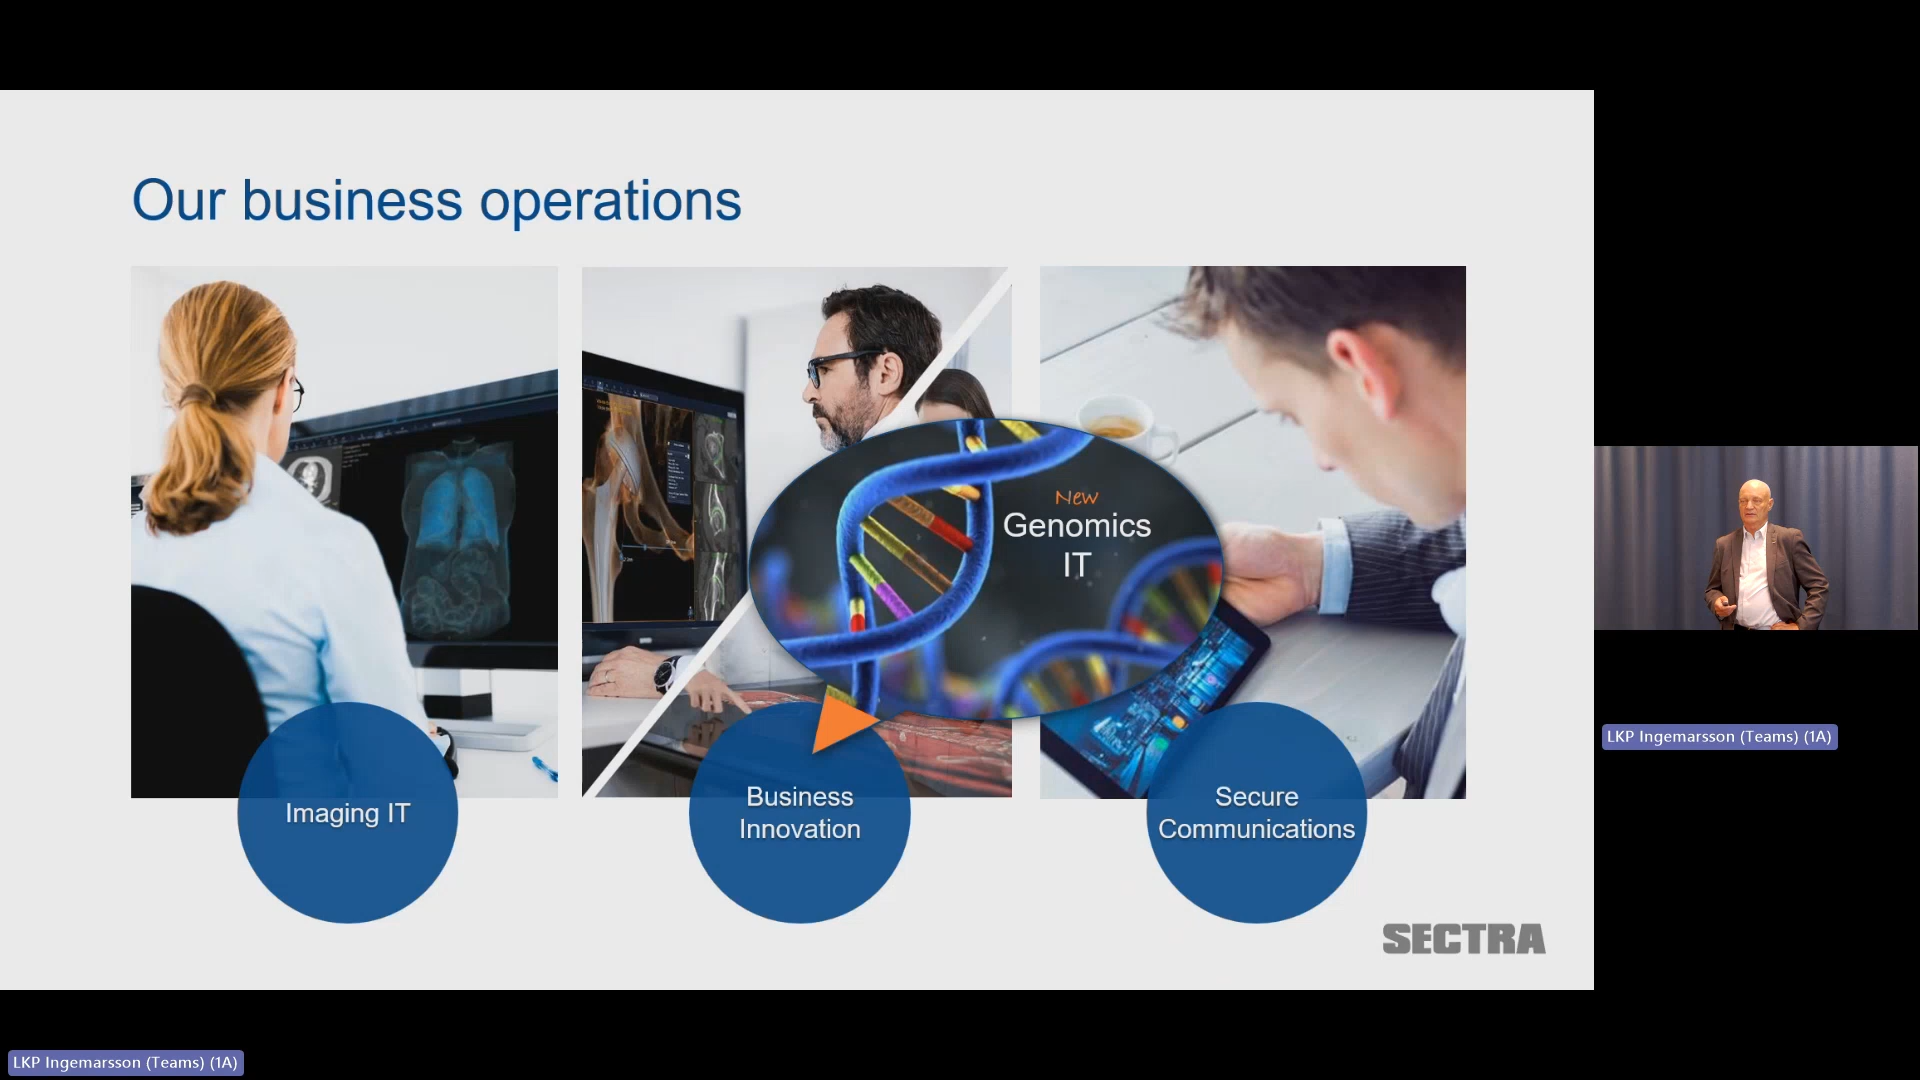 Our business operations
New
Genomics
IT
Imaging IT
Business
Innovation
Secure
Communications
SECTRA
LKP Ingemarsson (Teams) (1A)
LKP Ingemarsson (Teams) (1A)